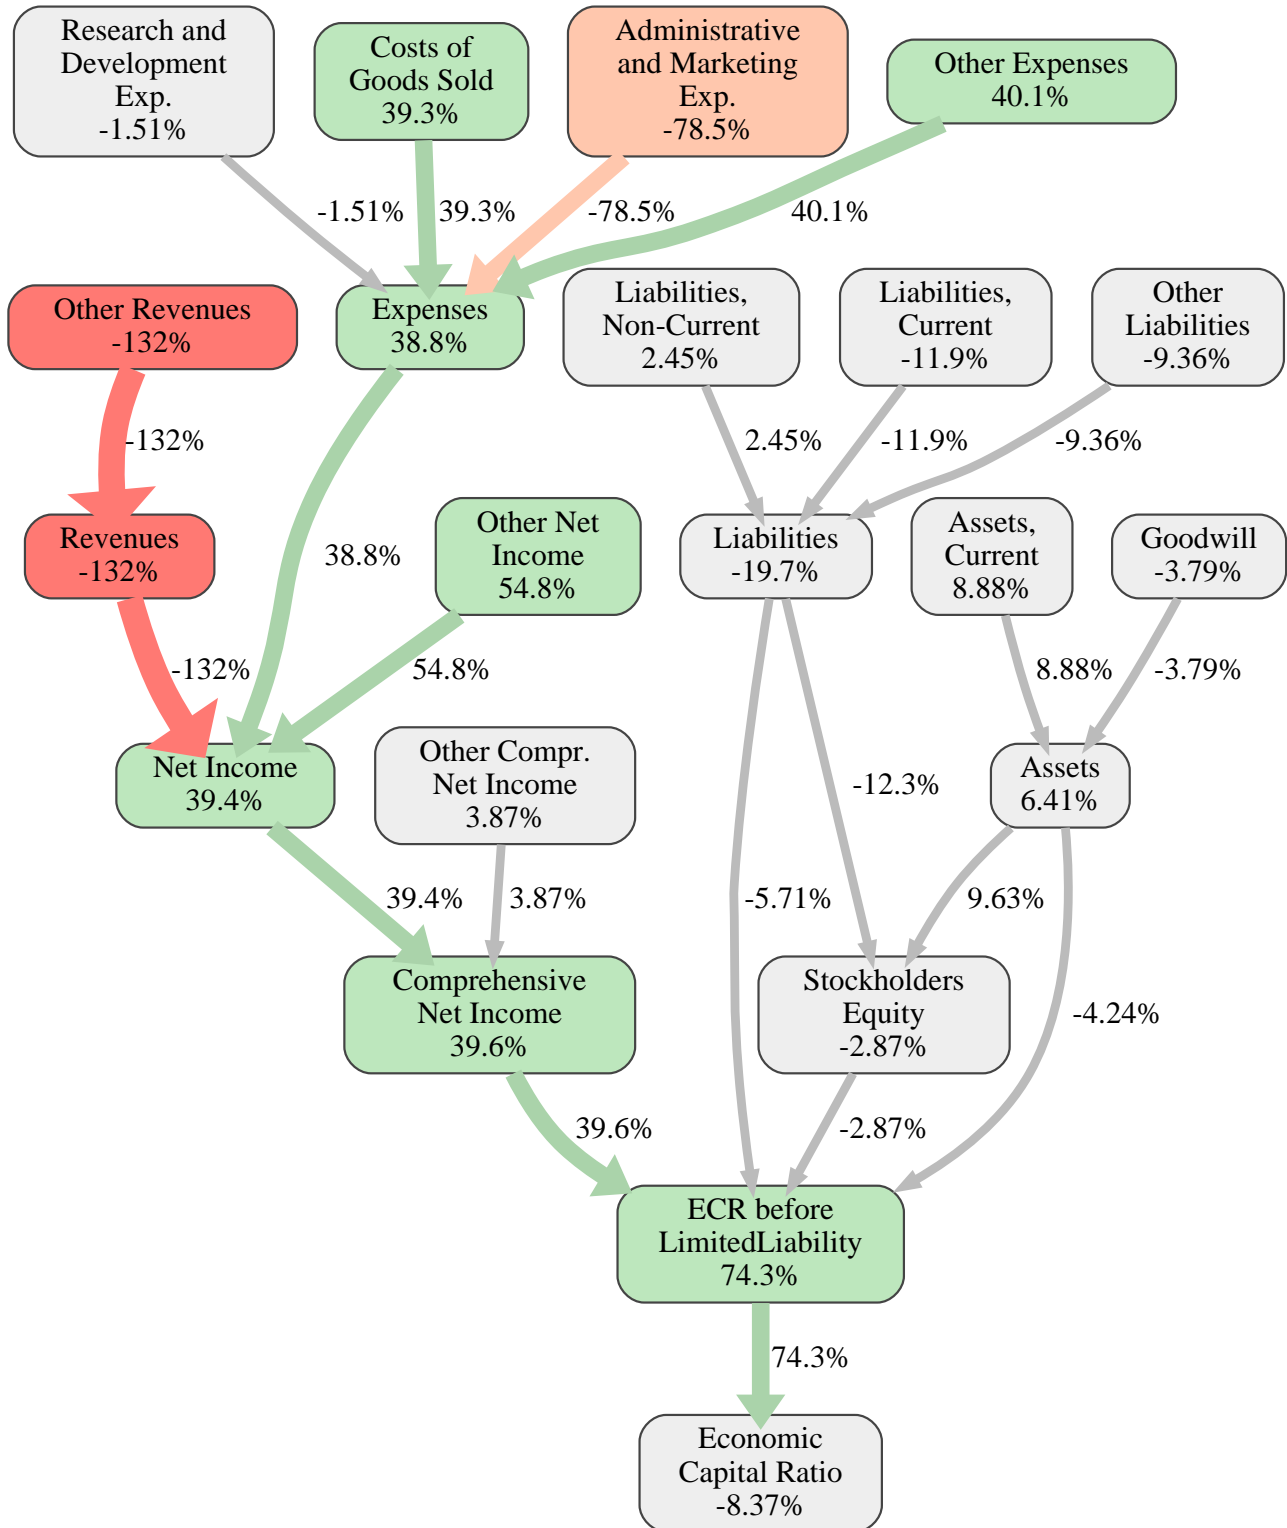 Research and
Development
Exp.
-1.51%
Costs of
Goods Sold
39.3%
Administrative
and Marketing
Exp.
-78.5%
Other Expenses
40.1%
-1.51%
39.3%
-78.5%
40.1%
Other Revenues
-132%
Expenses
38.8%
Liabilities,
Non-Current
2.45%
Liabilities,
Current
-11.9%
Other
Liabilities
-9.36%
-132%
2.45%
-11.9%
-9.36%
Revenues
-132%
38.8%
Other Net
Income
54.8%
Liabilities
-19.7%
Assets,
Current
8.88%
Goodwill
-3.79%
-132%
54.8%
8.88%
-3.79%
Net Income
39.4%
Other Compr.
Net Income
3.87%
-12.3%
Assets
6.41%
39.4%
3.87%
-5.71%
9.63%
Comprehensive
Net Income
39.6%
Stockholders
Equity
-2.87%
-4.24%
39.6%
-2.87%
ECR before
LimitedLiability
74.3%
74.3%
Economic
Capital Ratio
-8.37%